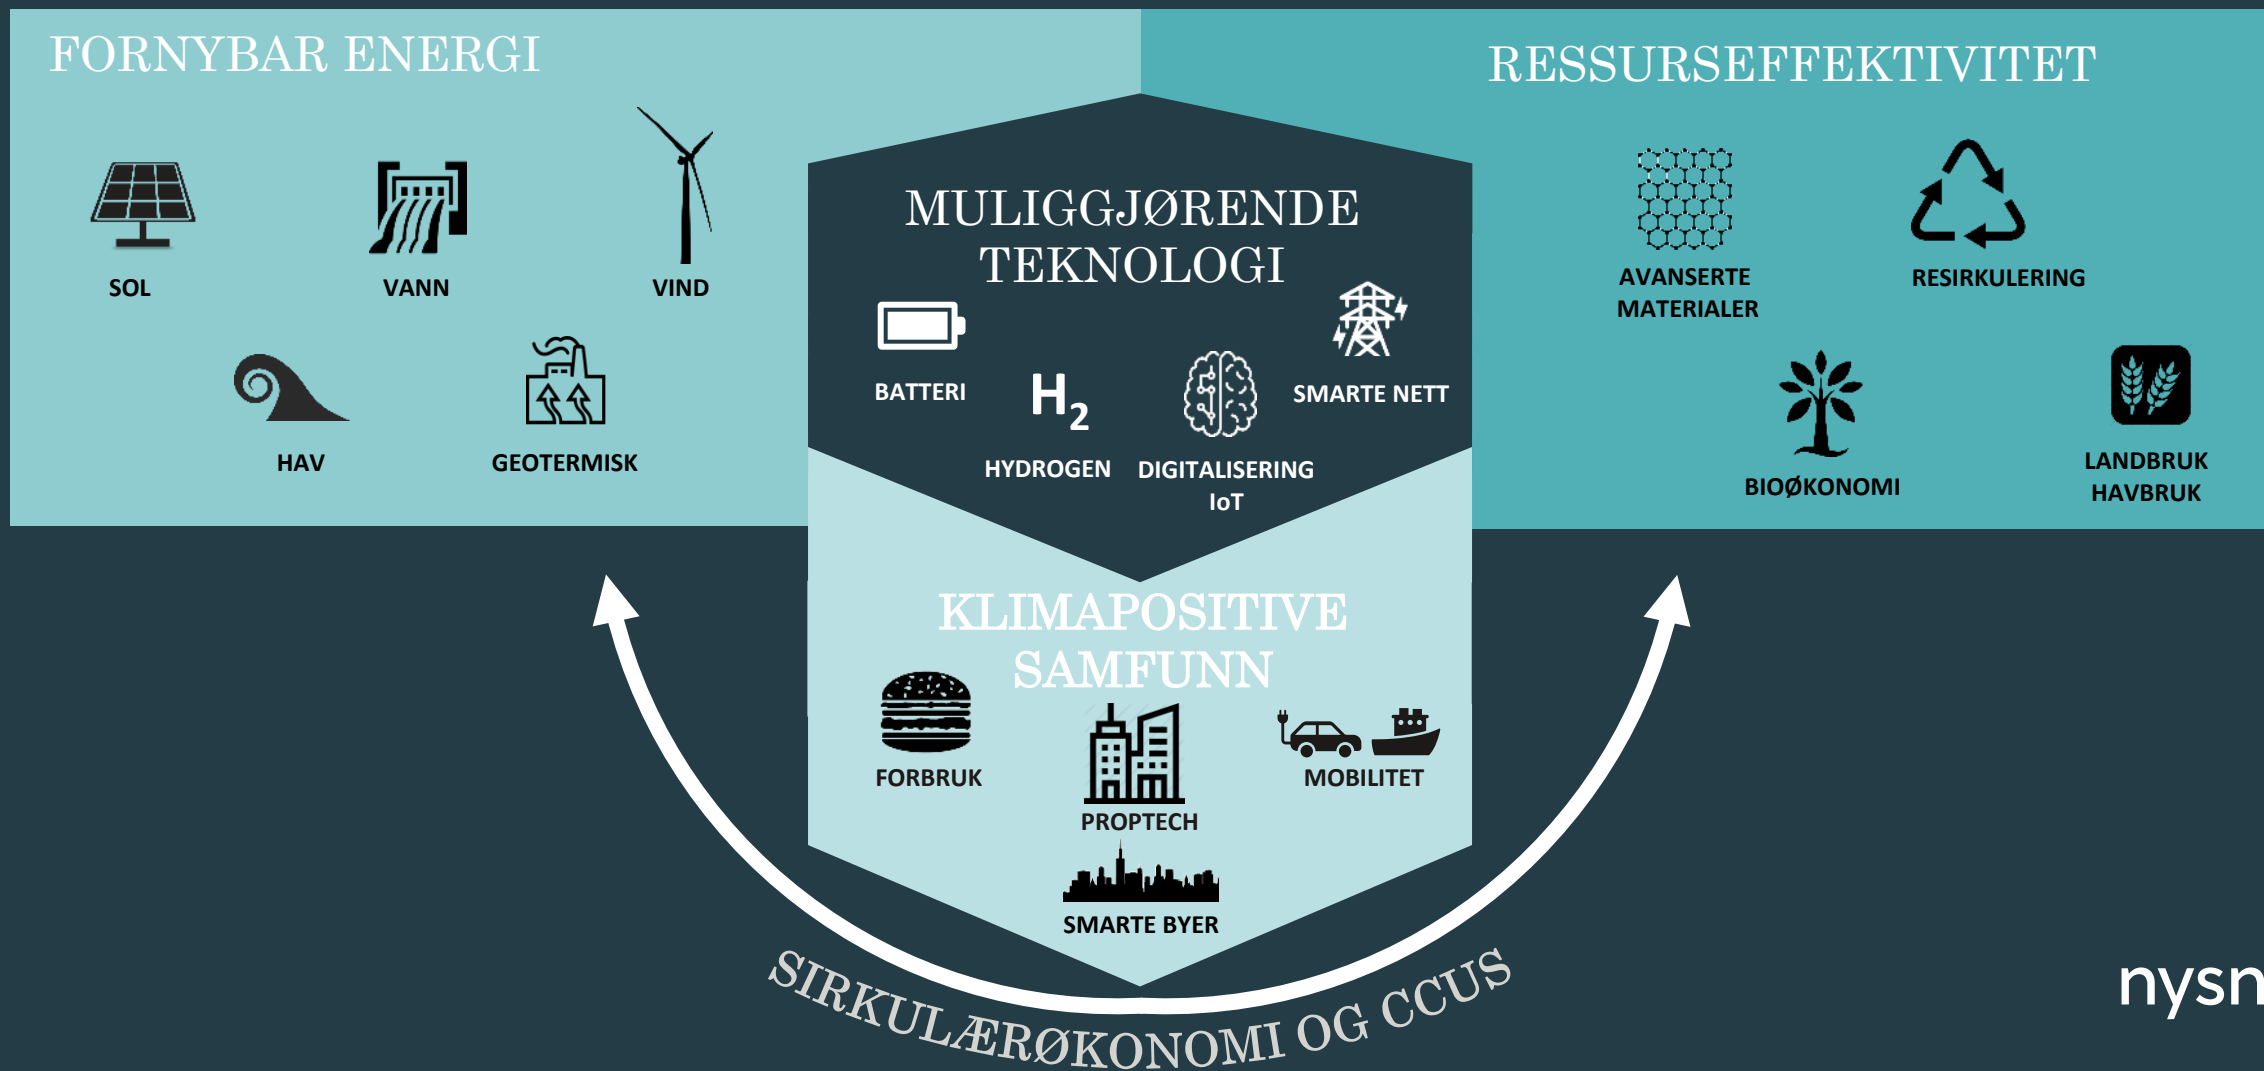 FORNYBAR ENERGI
SOL
VANN
VIND
HAV
GEOTERMISK
MULIGGJØRENDE
TEKNOLOGI
BATTERI
H2
HYDROGEN
DIGITALISERING
IoT
SMARTE NETT
RESSURSEFFEKTIVITET
AVANSERTE
MATERIALER
RESIRKULERING
BIOØKONOMI
LANDBRUK
HAVBRUK
KLIMAPOSITIVE
SAMFUNN
FORBRUK
PROPTECH
MOBILITET
SMARTE BYER
SIRKULÆRØKONOMI OG CCUS
nysn